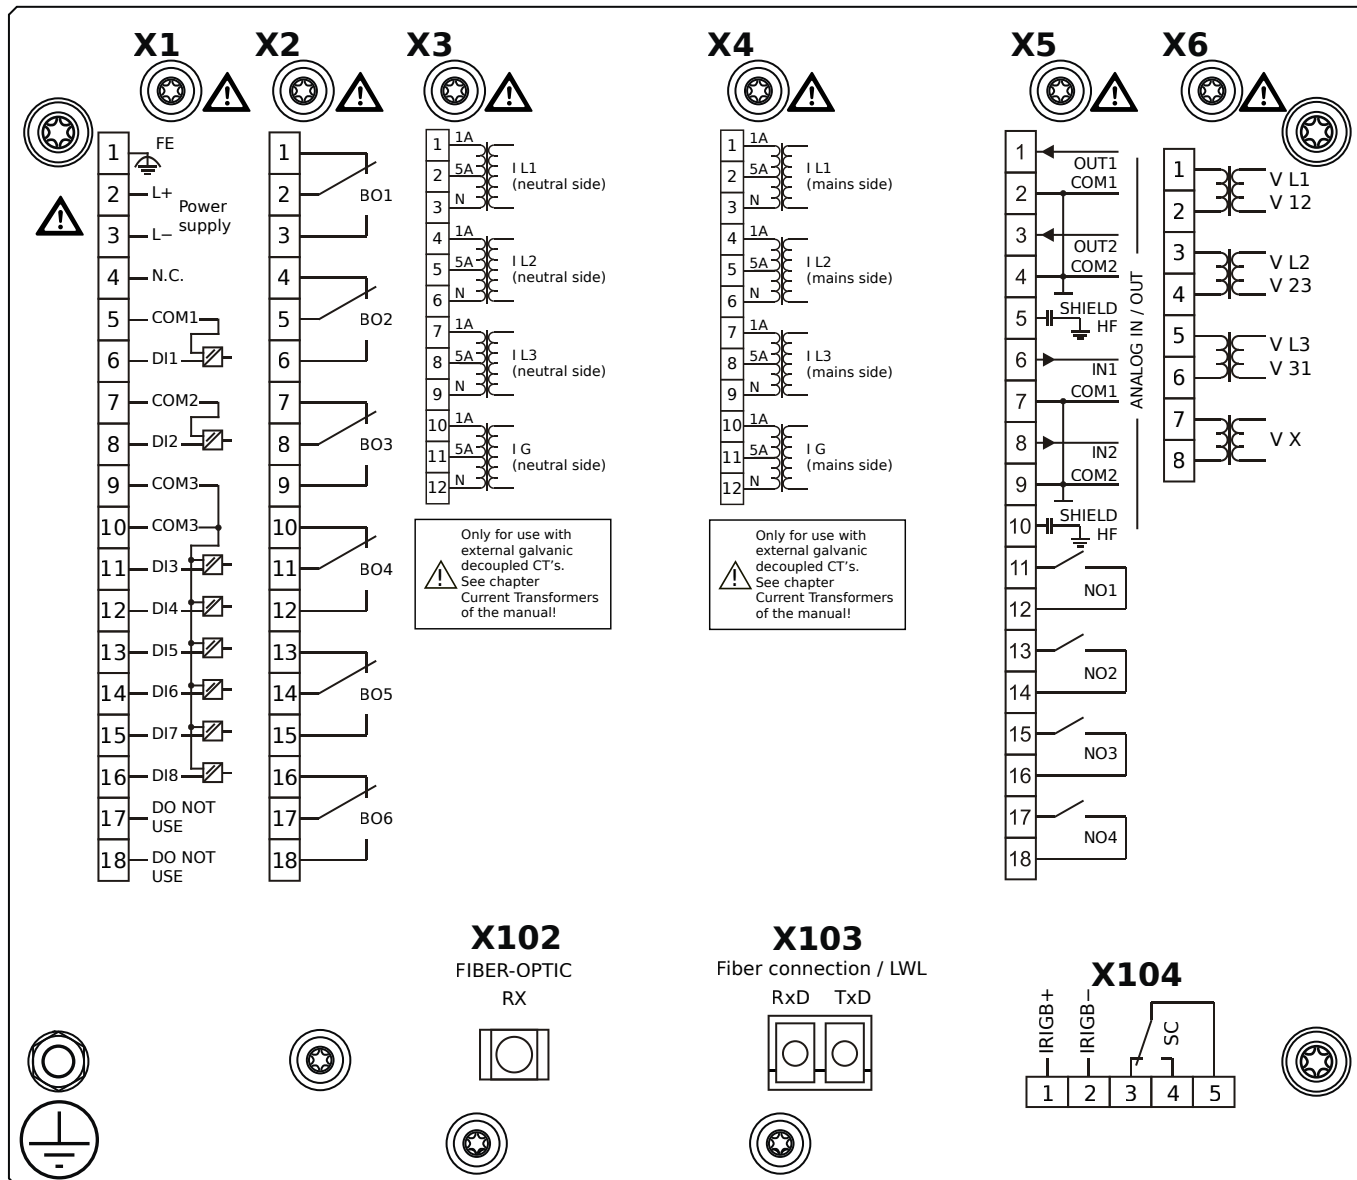 X1
1
FE
2
L+
Power
supply
3
L−
4
N.C.
5
COM1
6
DI1
7
COM2
8
DI2
9
COM3
10
COM3
11
DI3
12
DI4
13
DI5
14
DI6
15
DI7
16
DI8
17
DO NOT
USE
18
DO NOT
USE
X2
1
2
BO1
3
4
5
BO2
6
7
8
BO3
9
10
11
BO4
12
13
14
BO5
15
16
17
BO6
18
X3
1
1A
2
5A
I L1
(neutral side)
3
N
4
1A
5
5A
I L2
(neutral side)
6
N
7
1A
8
5A
I L3
(neutral side)
9
N
10
1A
11
5A
I G
(neutral side)
12
N
Only for use with
external galvanic
decoupled CT's.
See chapter
Current Transformers
of the manual!
X4
1
1A
2
5A
I L1
(mains side)
3
N
4
1A
5
5A
I L2
(mains side)
6
N
7
1A
8
5A
I L3
(mains side)
9
N
10
1A
11
5A
I G
(mains side)
12
N
Only for use with
external galvanic
decoupled CT's.
See chapter
Current Transformers
of the manual!
X5
1
OUT1
2
COM1
3
OUT2
4
COM2
5
SHIELD
HF
6
IN1
7
COM1
8
IN2
9
COM2
10
SHIELD
HF
ANALOG IN / OUT
11
NO1
12
13
NO2
14
15
NO3
16
17
NO4
18
X6
1
V L1
2
V 12
3
V L2
4
V 23
5
V L3
6
V 31
7
V X
8
X102
FIBER-OPTIC
RX
X103
Fiber connection / LWL
RxD TxD
X104
IRIGB+
IRIGB−
SC
1 2 3 4 5